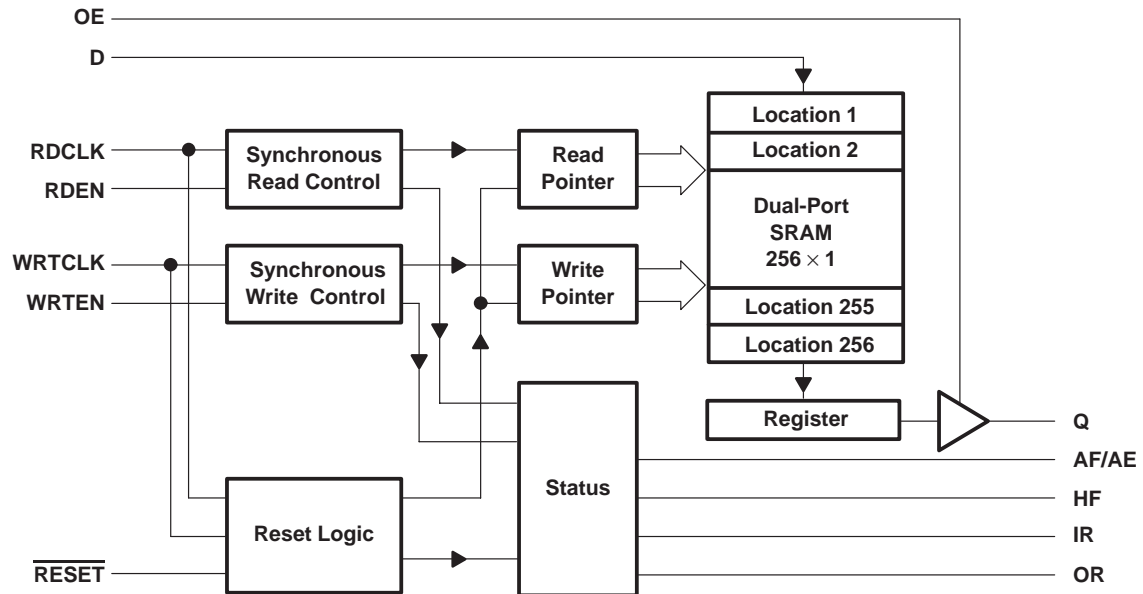 OE
D
RDCLK
RDEN
WRTCLK
WRTEN
RESET
Synchronous
Read Control
Synchronous
Write Control
Reset Logic
Read
Pointer
Write
Pointer
Status
Location 1
Location 2
Dual-Port
SRAM
256 × 1
Location 255
Location 256
Register
Q
AF/AE
HF
IR
OR